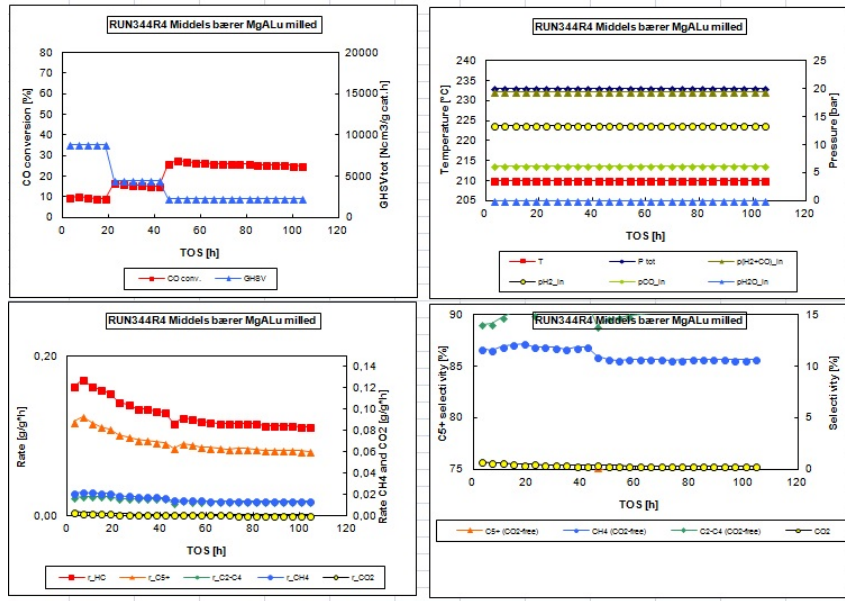 RUN344R4 Middels bærer MgALu milled
80
70
60
50
40
30
20
10
0
CO conversion [%]
20000
15000
10000
5000
0
GHSVtot [Ncm3/g cat.h]
0 20 40 60 80 100 120
TOS [h]
CO conv. GHSV
RUN344R4 Middels bærer MgALu milled
240
235
230
225
220
215
210
205
Temperature [°C]
25
20
15
10
5
0
Pressure [bar]
0 20 40 60 80 100 120
TOS [h]
T P tot p(H2+CO)_in
pH2_in pCO_in pH2O_in
RUN344R4 Middels bærer MgALu milled
0,20
0,00
Rate [g/g*h]
0,14
0,12
0,10
0,08
0,06
0,04
0,02
0,00
Rate CH4 and CO2 [g/g*h]
0 20 40 60 80 100 120
TOS [h]
r_HC r_C5+ r_C2-C4 r_CH4 r_CO2
RUN344R4 Middels bærer MgALu milled
90
85
80
75
C5+ selectivity [%]
15
10
5
0
Selectivity [%]
0 20 40 60 80 100 120
TOS [h]
C5+ (CO2-free) CH4 (CO2-free) C2-C4 (CO2-free) CO2